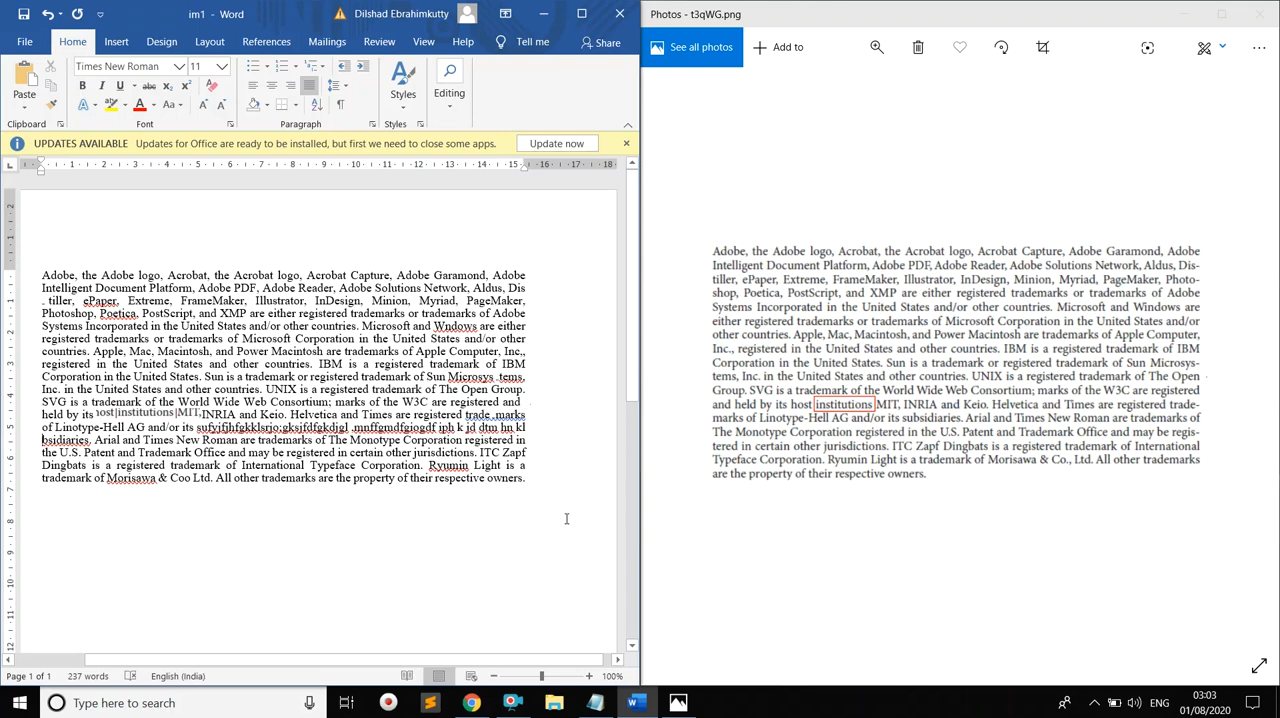 im1 - Word
Dilshad Ebrahimkutty
File Home Insert Design Layout References Mailings Review View Help Tell me Share
Times New Roman 11
Paste
B I U abc X₂ X²
A A Aa A A
Styles
Editing
Clipboard Font Paragraph Styles
UPDATES AVAILABLE Updates for Office are ready to be installed, but first we need to close some apps. Update now
1 2 3 4 5 6 7 8 9 10 11 12 13 14 15 16 17 18
Adobe, the Adobe logo, Acrobat, the Acrobat logo, Acrobat Capture, Adobe Garamond, Adobe
Intelligent Document Platform, Adobe PDF, Adobe Reader, Adobe Solutions Network, Aldus, Dis
- tiller, ePaper, Extreme, FrameMaker, Illustrator, InDesign, Minion, Myriad, PageMaker,
Photoshop, Poetica, PostScript, and XMP are either registered trademarks or trademarks of Adobe
Systems Incorporated in the United States and/or other countries. Microsoft and Wndows are either
registered trademarks or trademarks of Microsoft Corporation in the United States and/or other
countries. Apple, Mac, Macintosh, and Power Macintosh are trademarks of Apple Computer, Inc,,
registered in the United States and other countries. IBM is a registered trademark of IBM
Corporation in the United States. Sun is a trademark or registered trademark of Sun Microsys -tems,
Inc. in the United States and other countries. UNIX is a registered trademark of The Open Group.
SVG is a trademark of the World Wide Web Consortium; marks of the W3C are registered and
held by its ost|institutions|MIT, INRIA and Keio. Helvetica and Times are registered trade marks
of Linotype-Hell AG and/or its
bsidiaries. Arial and Times New Roman are trademarks of The Monotype Corporation registered in
the U.S. Patent and Trademark Office and may be registered in certain other jurisdictions. ITC Zapf
Dingbats is a registered trademark of International Typeface Corporation. Ryumin Light is a
trademark of Morisawa & Coo Ltd. All other trademarks are the property of their respective owners.
Page 1 of 1 237 words English (India) 100%
Photos - t3qWG.png
See all photos Add to
Adobe, the Adobe logo, Acrobat, the Acrobat logo, Acrobat Capture, Adobe Garamond, Adobe
Intelligent Document Platform, Adobe PDF, Adobe Reader, Adobe Solutions Network, Aldus, Dis-
tiller, ePaper, Extreme, FrameMaker, Illustrator, InDesign, Minion, Myriad, PageMaker, Photo-
shop, Poetica, PostScript, and XMP are either registered trademarks or trademarks of Adobe
Systems Incorporated in the United States and/or other countries. Microsoft and Windows are
either registered trademarks or trademarks of Microsoft Corporation in the United States and/or
other countries. Apple, Mac, Macintosh, and Power Macintosh are trademarks of Apple Computer,
Inc., registered in the United States and other countries. IBM is a registered trademark of IBM
Corporation in the United States. Sun is a trademark or registered trademark of Sun Microsys-
tems, Inc. in the United States and other countries. UNIX is a registered trademark of The Open
Group. SVG is a trademark of the World Wide Web Consortium; marks of the W3C are registered
and held by its host institutions MIT, INRIA and Keio. Helvetica and Times are registered trade-
marks of Linotype-Hell AG and/or its subsidiaries. Arial and Times New Roman are trademarks of
The Monotype Corporation registered in the U.S. Patent and Trademark Office and may be regis-
tered in certain other jurisdictions. ITC Zapf Dingbats is a registered trademark of International
Typeface Corporation. Ryumin Light is a trademark of Morisawa & Co., Ltd. All other trademarks
are the property of their respective owners.
Type here to search
ENG
03:03
01/08/2020